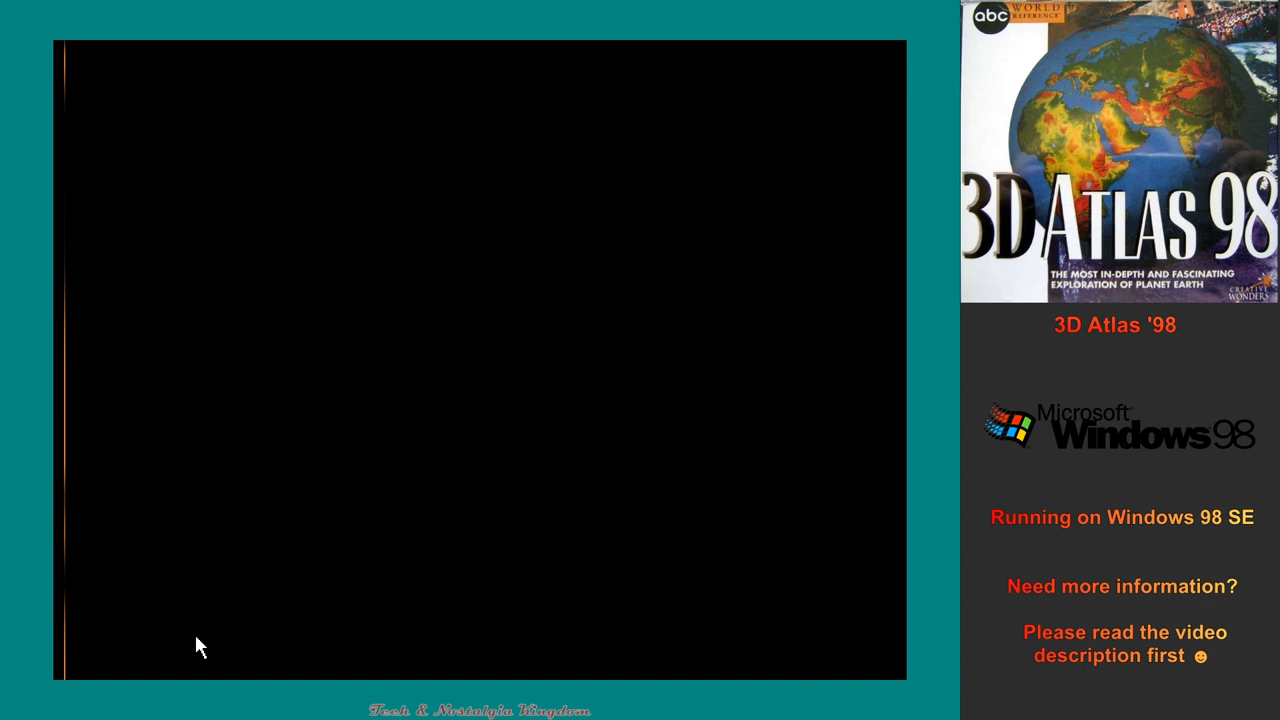 abc WORLD
REFERENCE
3D ATLAS 98
THE MOST IN-DEPTH AND FASCINATING
EXPLORATION OF PLANET EARTH
CREATIVE
WONDERS
3D Atlas '98
Microsoft
Windows 98
Running on Windows 98 SE
Need more information?
Please read the video
description first ☻
Tech & Nostalgia Kingdom